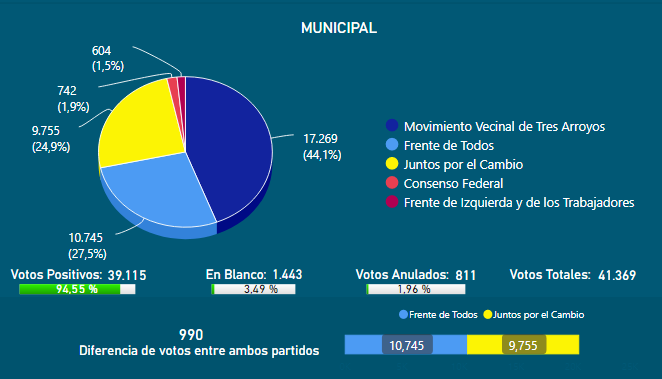 MUNICIPAL
604
(1,5%)
742
(1,9%)
9.755
(24,9%)
17.269
(44,1%)
10.745
(27,5%)
Movimiento Vecinal de Tres Arroyos
Frente de Todos
Juntos por el Cambio
Consenso Federal
Frente de Izquierda y de los Trabajadores
Votos Positivos: 39.115
94,55 %
En Blanco: 1.443
3,49 %
Votos Anulados: 811
1,96 %
Votos Totales: 41.369
Frente de Todos Juntos por el Cambio
990
Diferencia de votos entre ambos partidos
10,745 9,755